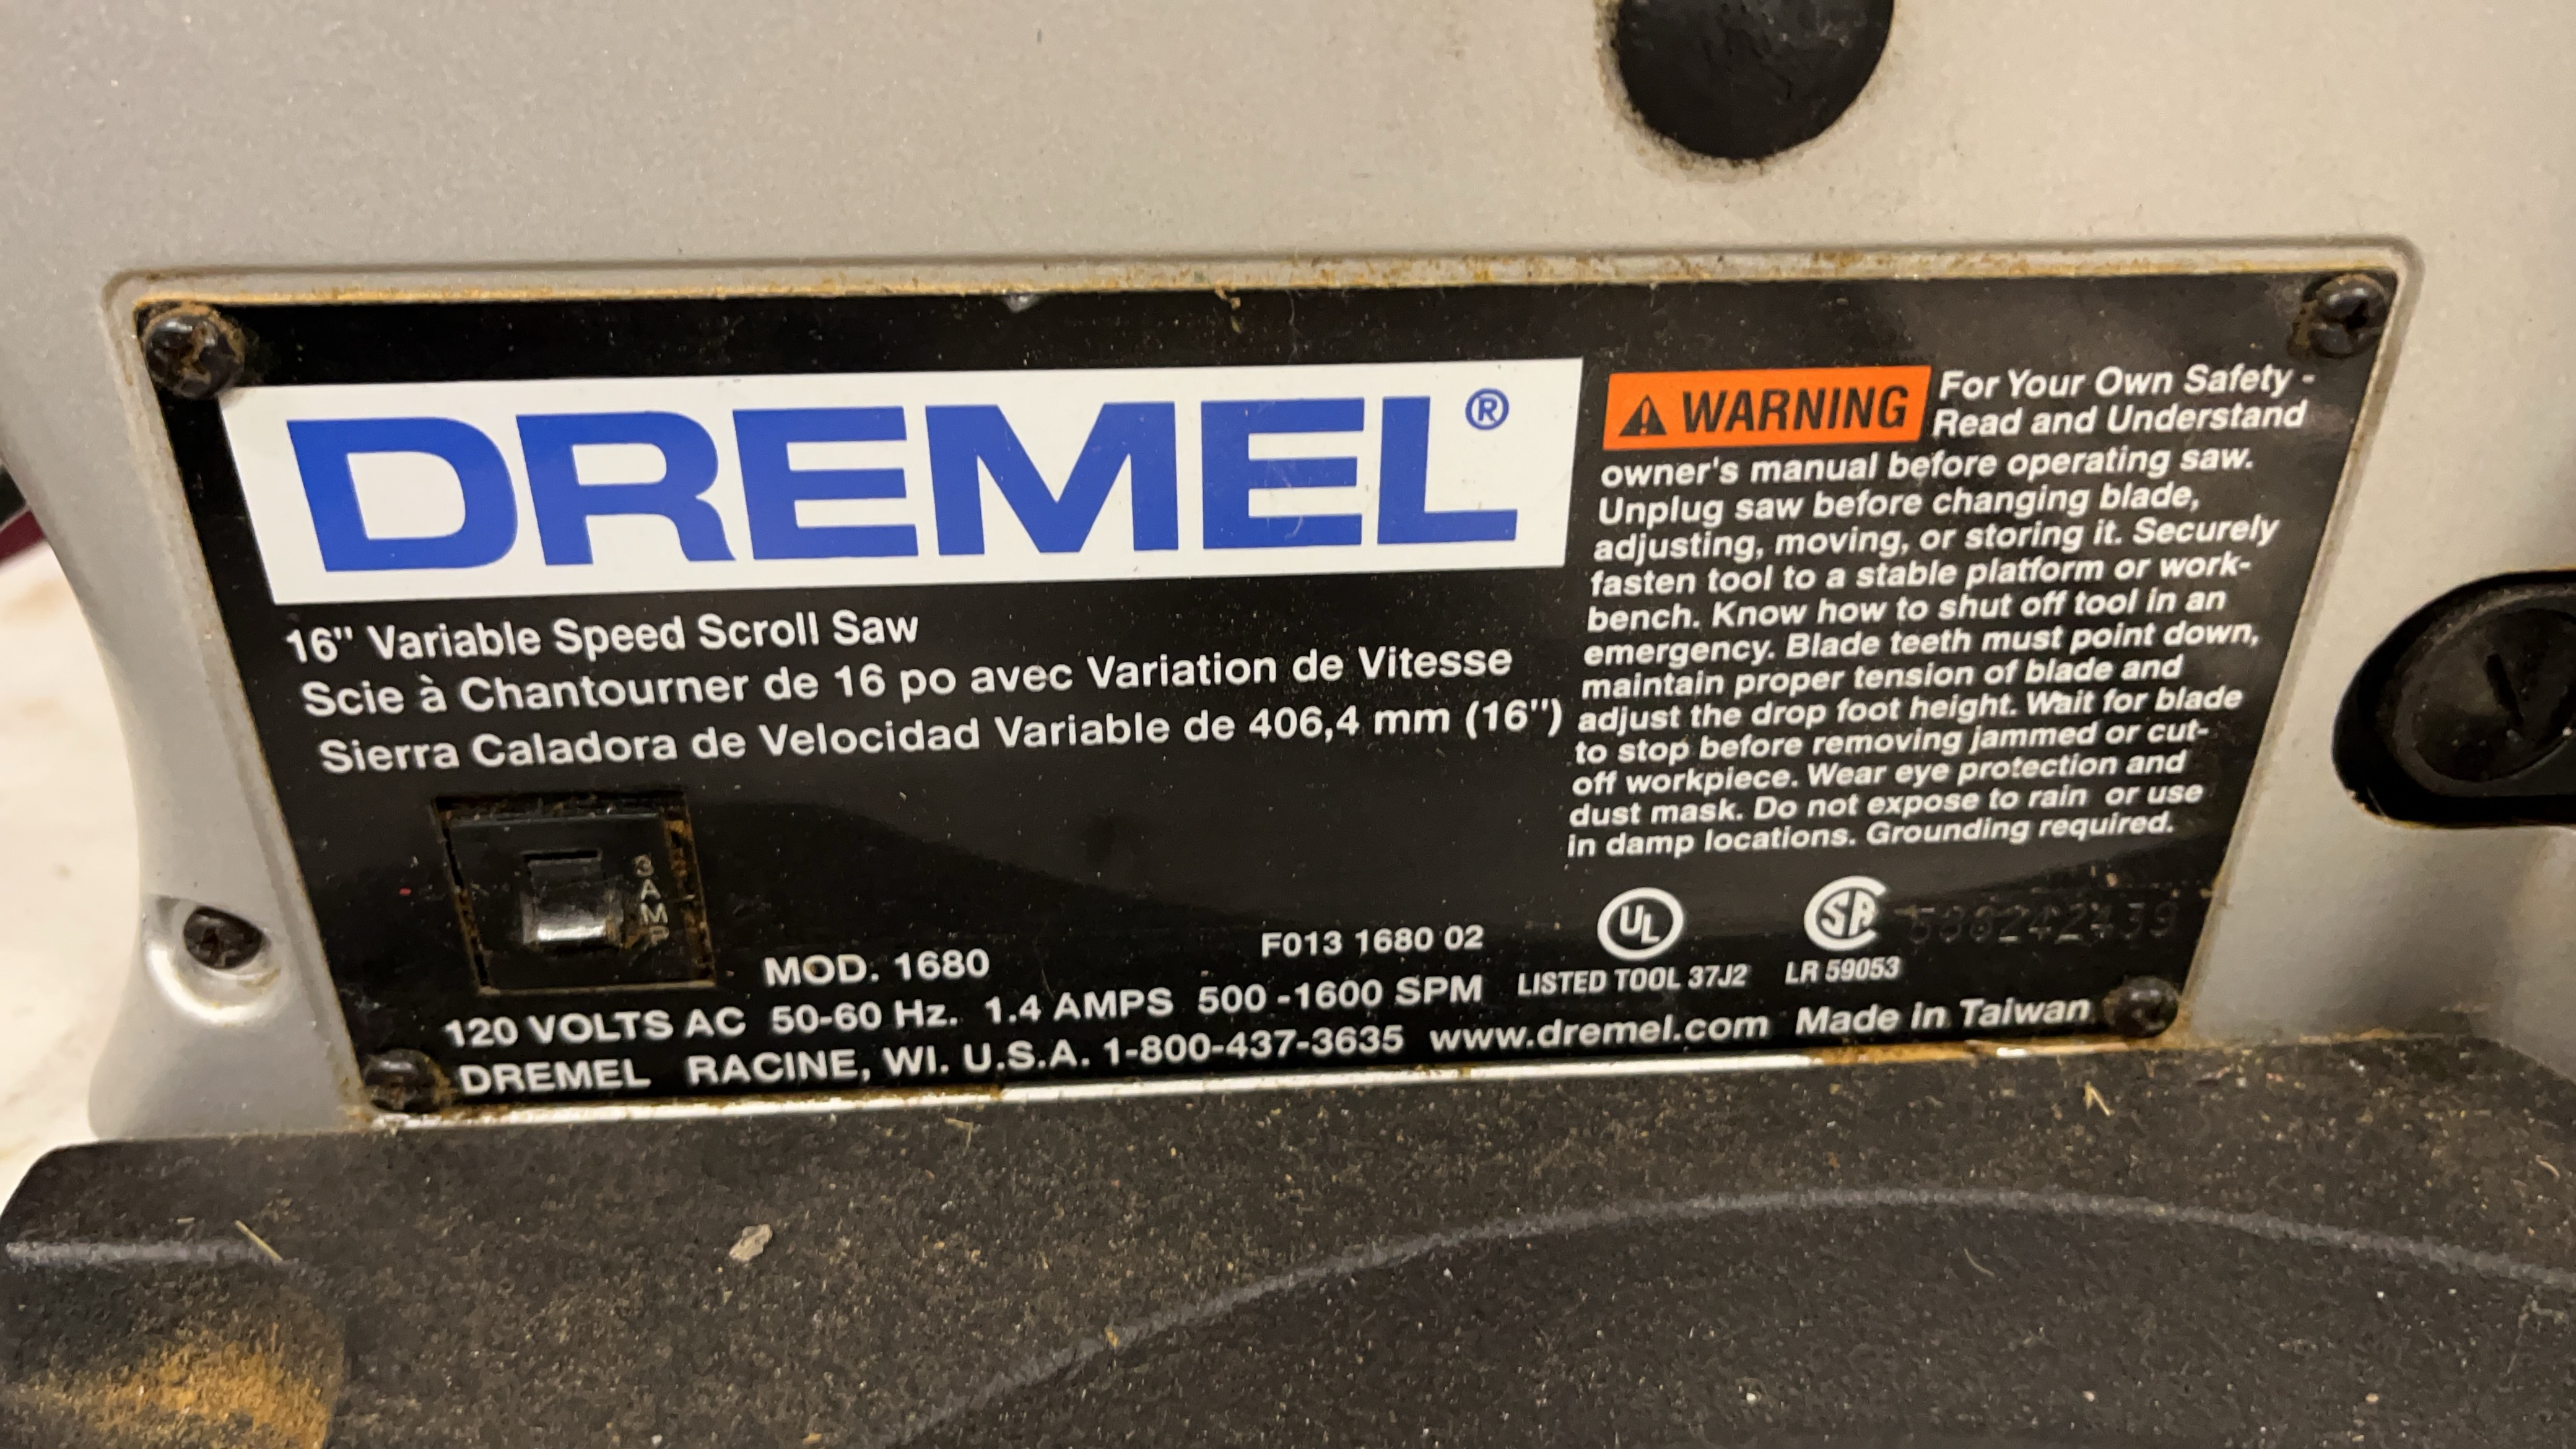 DREMEL®
16" Variable Speed Scroll Saw
Scie à Chantourner de 16 po avec Variation de Vitesse
Sierra Caladora de Velocidad Variable de 406,4 mm (16")
3 AMP
MOD. 1680
F013 1680 02
120 VOLTS AC 50-60 Hz. 1.4 AMPS 500-1600 SPM
DREMEL RACINE, WI. U.S.A. 1-800-437-3635 www.dremel.com Made in Taiwan
WARNING For Your Own Safety -
Read and Understand
owner's manual before operating saw.
Unplug saw before changing blade,
adjusting, moving, or storing it. Securely
fasten tool to a stable platform or work-
bench. Know how to shut off tool in an
emergency. Blade teeth must point down,
maintain proper tension of blade and
adjust the drop foot height. Wait for blade
to stop before removing jammed or cut-
off workpiece. Wear eye protection and
dust mask. Do not expose to rain or use
in damp locations. Grounding required.
UL
LISTED TOOL 37J2
SA
LR 59053